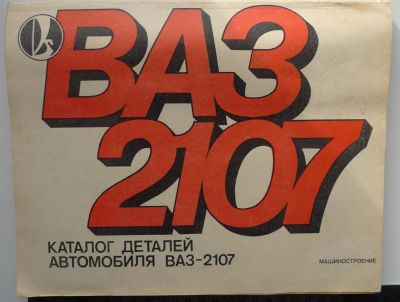 ВАЗ
2107
КАТАЛОГ ДЕТАЛЕЙ
АВТОМОБИЛЯ ВАЗ-2107
МАШИНОСТРОЕНИЕ